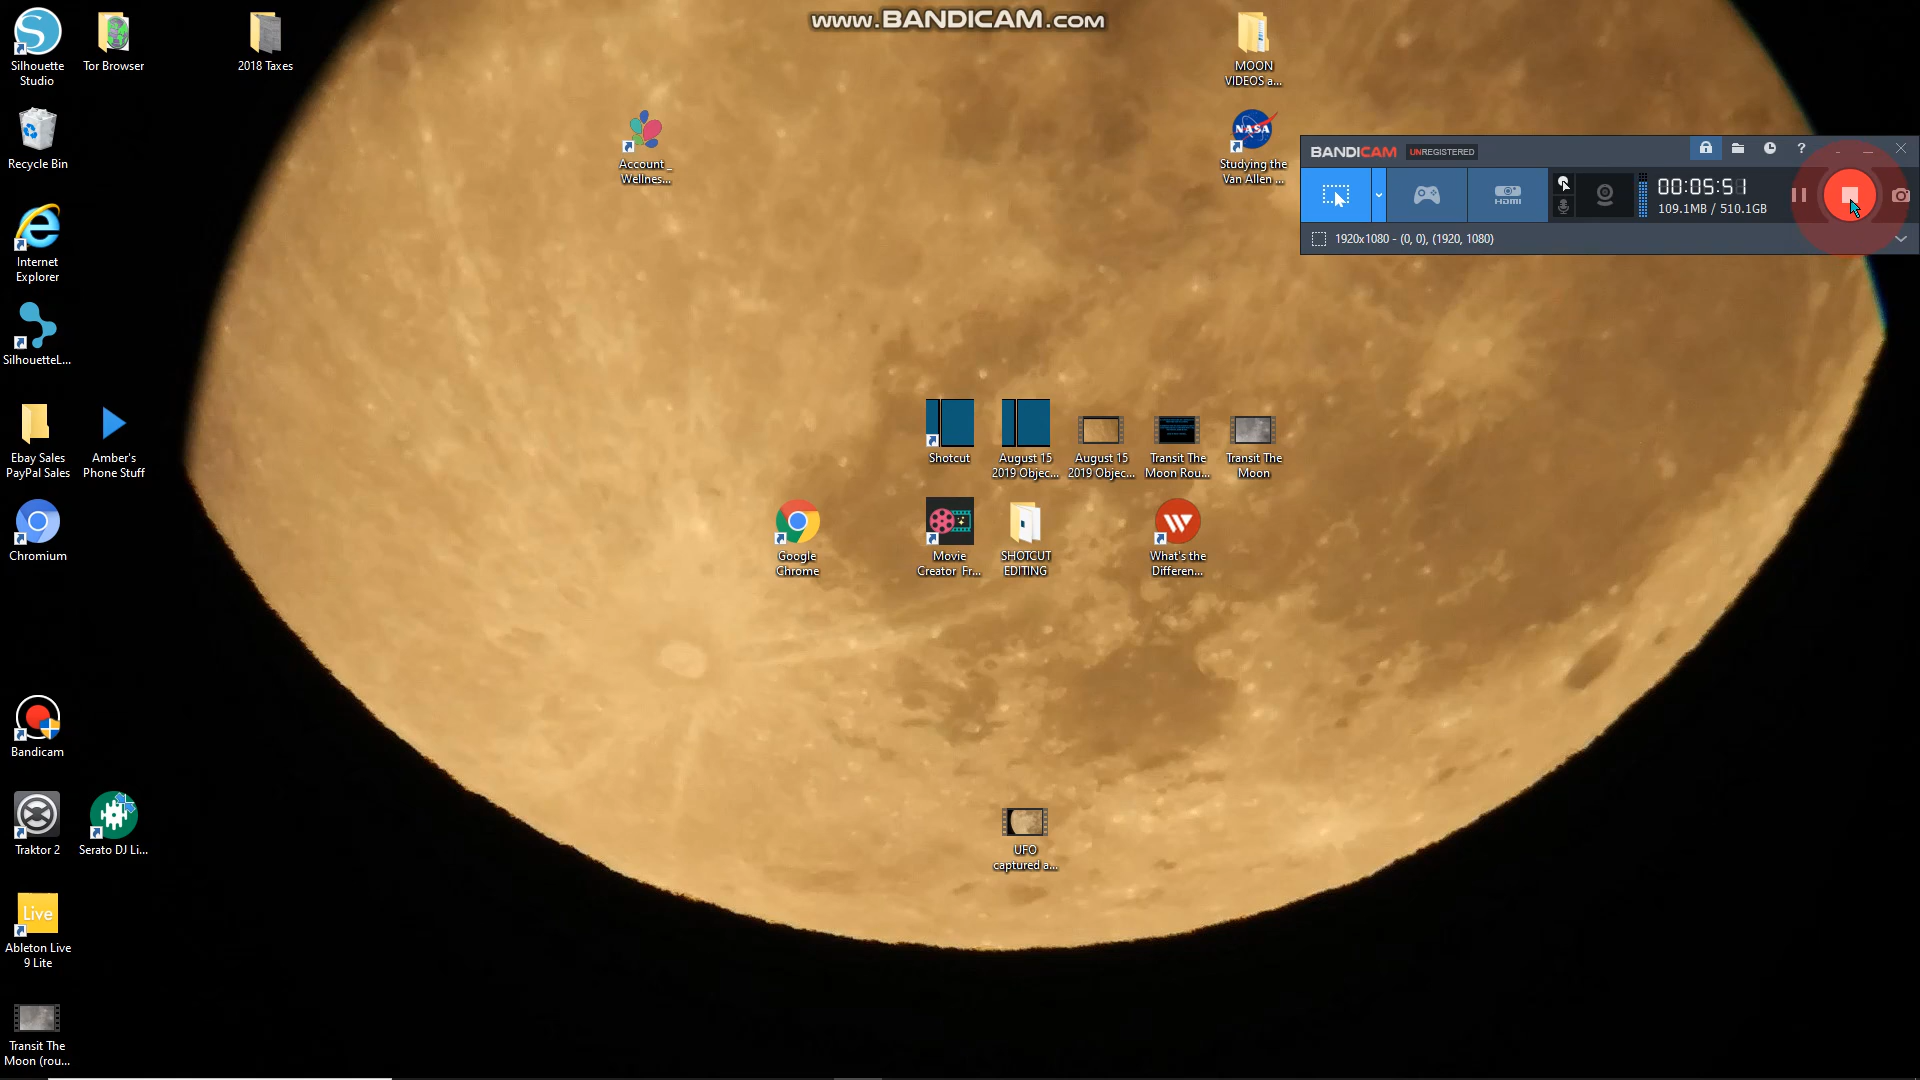 www.BANDICAM.com
Silhouette
Studio
Tor Browser
2018 Taxes
MOON
VIDEOS a...
Recycle Bin
Account _
Wellnes...
NASA
Studying the
Van Allen ...
BANDICAM
UNREGISTERED
?
HDMI
00:05:51
109.1MB / 510.1GB
1920x1080 - (0, 0), (1920, 1080)
Internet
Explorer
SilhouetteL...
Ebay Sales
PayPal Sales
Amber's
Phone Stuff
Shotcut
August 15
2019 Objec...
August 15
2019 Objec...
Transit The
Moon Rou...
Transit The
Moon
Chromium
Google
Chrome
Movie
Creator_Fr...
SHOTCUT
EDITING
What's the
Differen...
Bandicam
Traktor 2
Serato DJ Li...
UFO
captured a...
Live
Ableton Live
9 Lite
Transit The
Moon (rou...